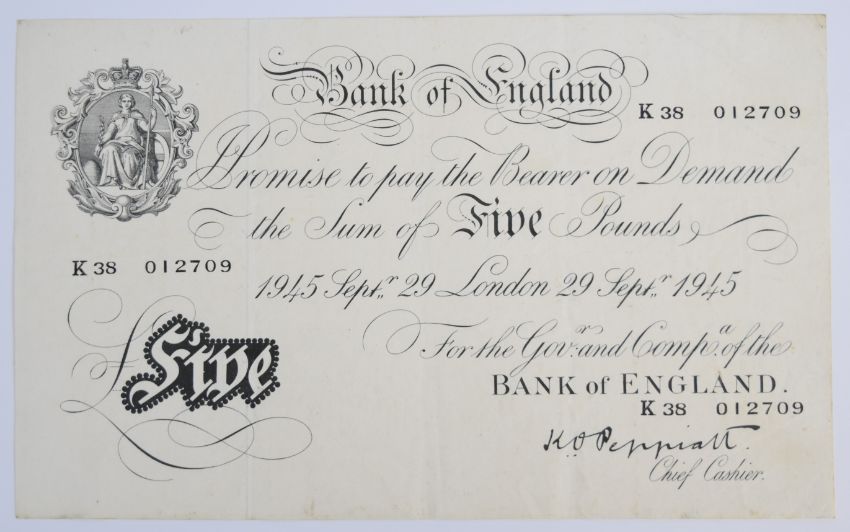 Bank of England
K 38 012709
I Promise to pay the Bearer on Demand
the Sum of Five Pounds
K 38 012709
1945 Septr. 29 London 29 Septr. 1945
For the Govr. and Compa. of the
BANK of ENGLAND.
£ Five
K 38 012709
K O Peppiatt.
Chief Cashier.